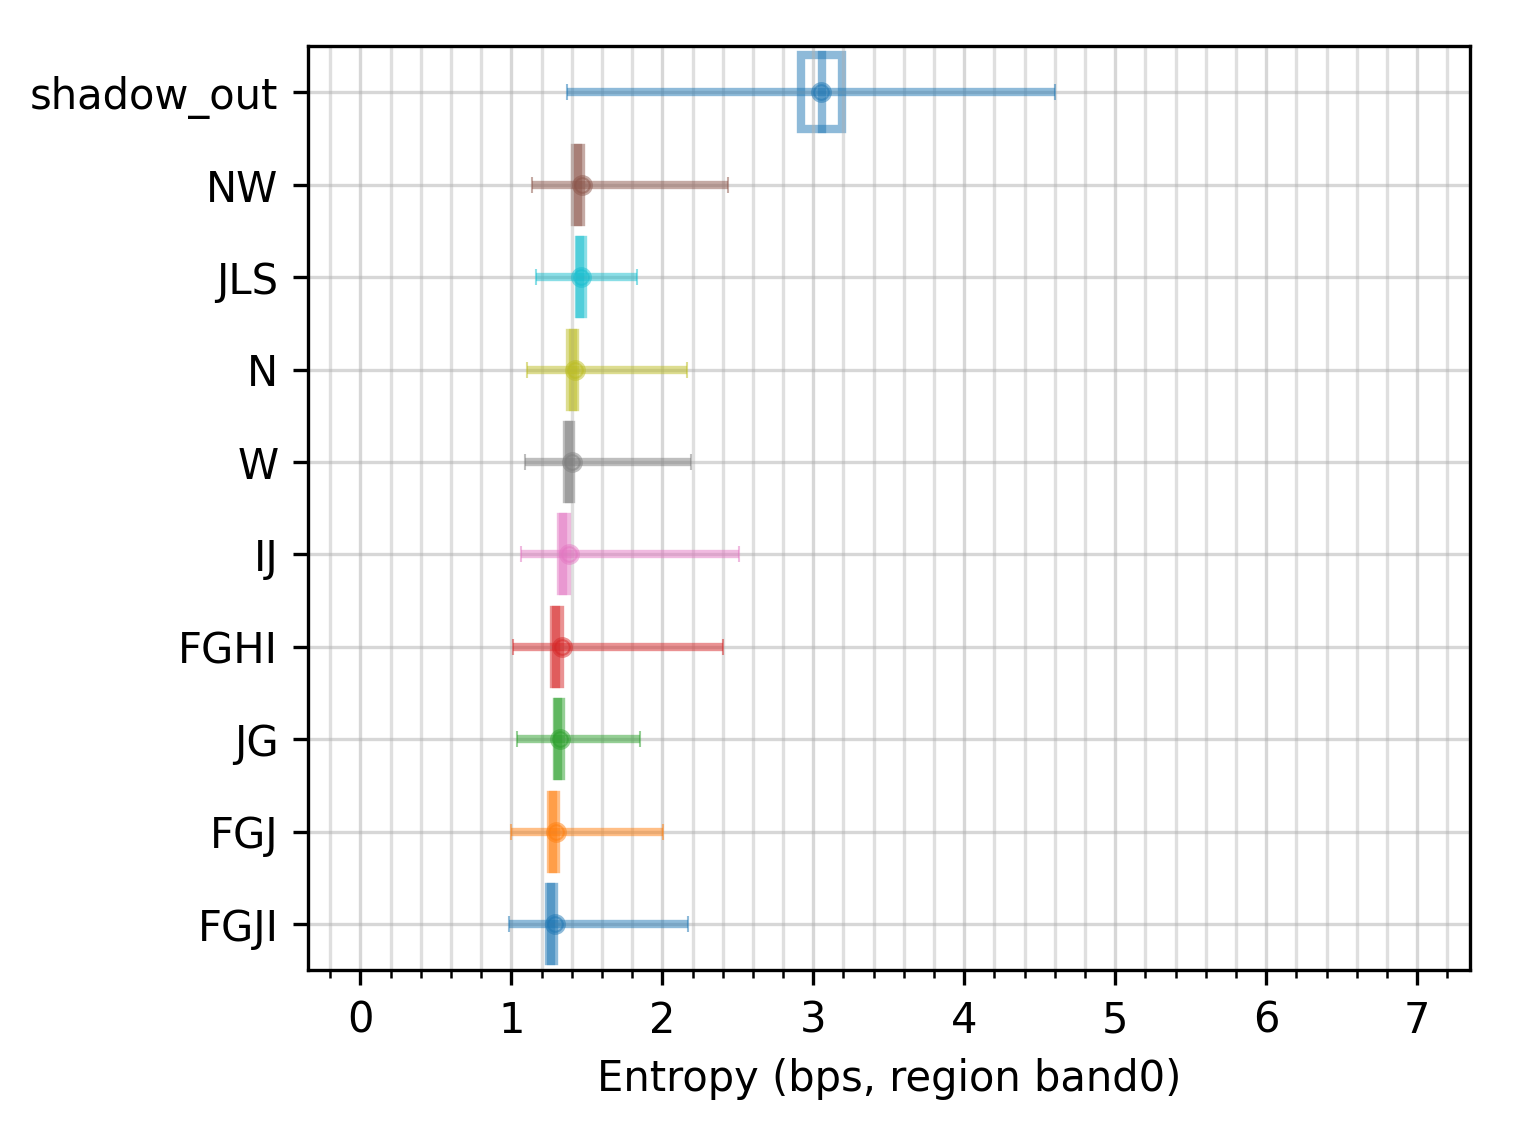 shadow_out
NW
JLS
N
W
IJ
FGHI
JG
FGJ
FGJI
0 1 2 3 4 5 6 7
Entropy (bps, region band0)